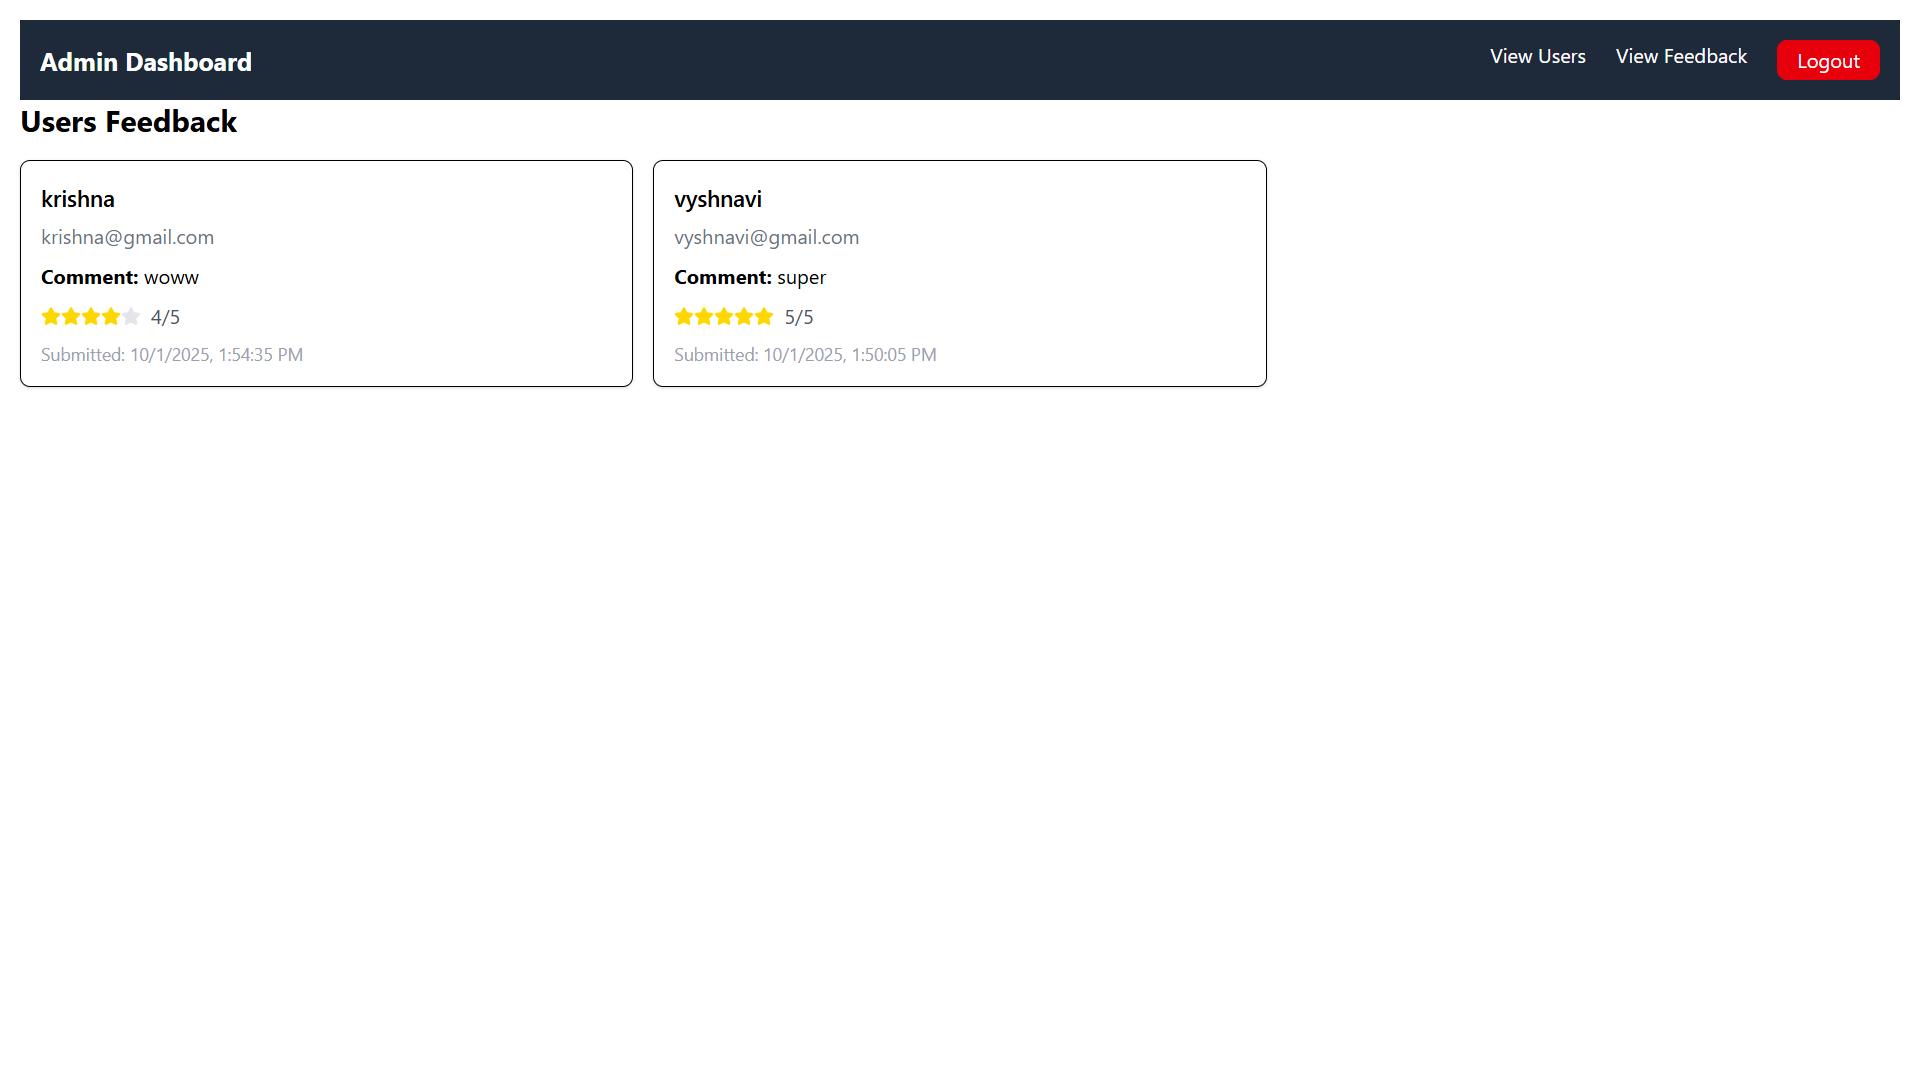 Admin Dashboard
View Users
View Feedback
Logout
Users Feedback
krishna
krishna@gmail.com
Comment: woww
4/5
Submitted: 10/1/2025, 1:54:35 PM
vyshnavi
vyshnavi@gmail.com
Comment: super
5/5
Submitted: 10/1/2025, 1:50:05 PM